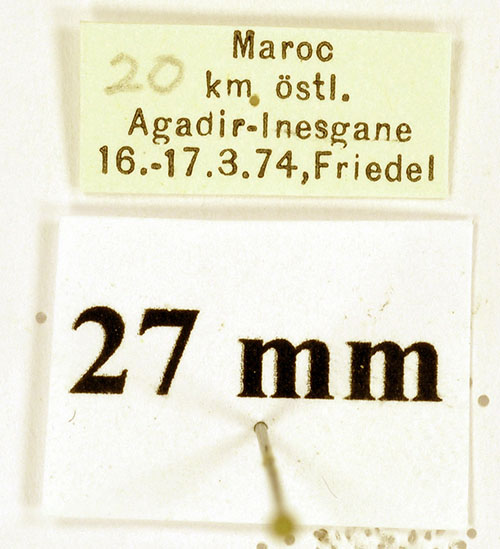 Maroc
20 km östl.
Agadir-Inesgane
16.-17.3.74, Friedel
27 mm